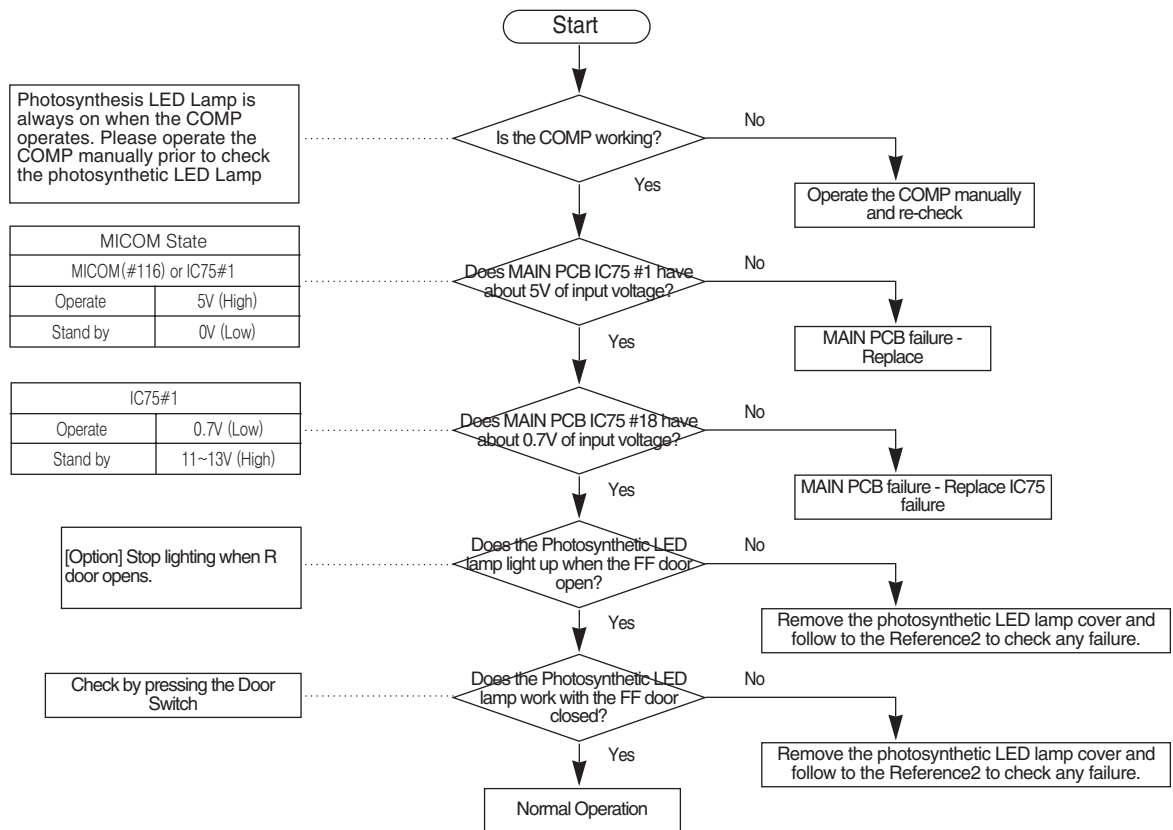 Start
Photosynthesis LED Lamp is
always on when the COMP
operates. Please operate the
COMP manually prior to check
the photosynthetic LED Lamp
Is the COMP working?
No
Yes
Operate the COMP manually
and re-check
MICOM State
MICOM(#116) or IC75#1
Operate 5V (High)
Stand by 0V (Low)
Does MAIN PCB IC75 #1 have
about 5V of input voltage?
No
Yes
MAIN PCB failure -
Replace
IC75#1
Operate 0.7V (Low)
Stand by 11~13V (High)
Does MAIN PCB IC75 #18 have
about 0.7V of input voltage?
No
Yes
MAIN PCB failure - Replace IC75
failure
[Option] Stop lighting when R
door opens.
Does the Photosynthetic LED
lamp light up when the FF door
open?
No
Yes
Remove the photosynthetic LED lamp cover and
follow to the Reference2 to check any failure.
Check by pressing the Door
Switch
Does the Photosynthetic LED
lamp work with the FF door
closed?
No
Yes
Remove the photosynthetic LED lamp cover and
follow to the Reference2 to check any failure.
Normal Operation